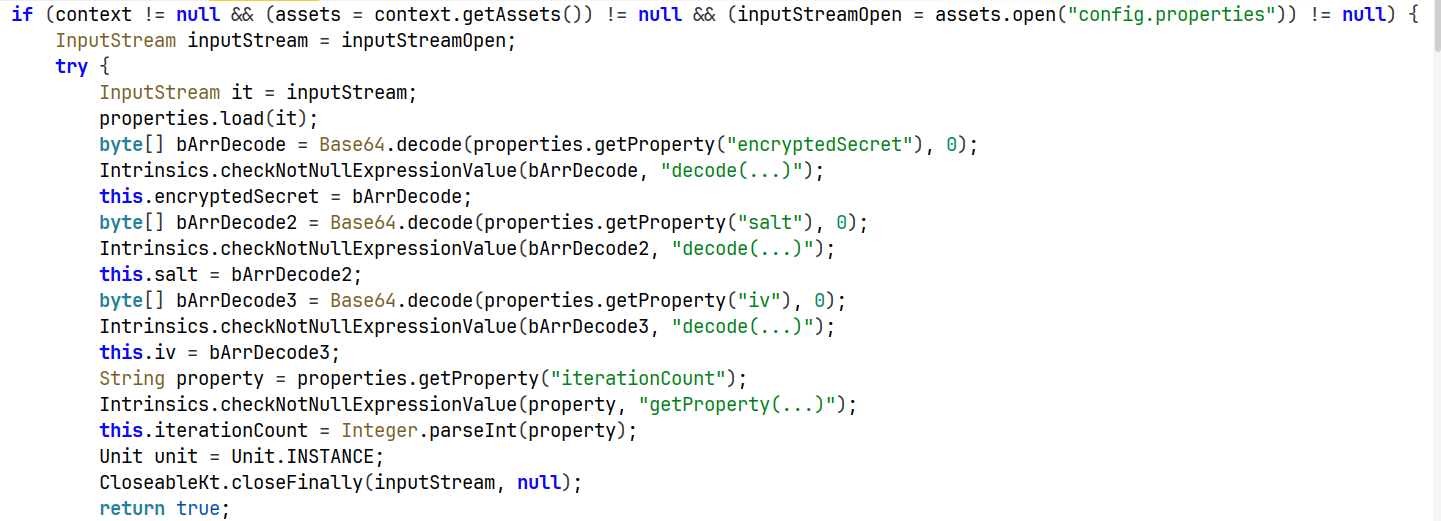 if (context != null && (assets = context.getAssets()) != null && (inputStreamOpen = assets.open("config.properties")) != null) {
    InputStream inputStream = inputStreamOpen;
    try {
        InputStream it = inputStream;
        properties.load(it);
        byte[] bArrDecode = Base64.decode(properties.getProperty("encryptedSecret"), 0);
        Intrinsics.checkNotNullExpressionValue(bArrDecode, "decode(...)");
        this.encryptedSecret = bArrDecode;
        byte[] bArrDecode2 = Base64.decode(properties.getProperty("salt"), 0);
        Intrinsics.checkNotNullExpressionValue(bArrDecode2, "decode(...)");
        this.salt = bArrDecode2;
        byte[] bArrDecode3 = Base64.decode(properties.getProperty("iv"), 0);
        Intrinsics.checkNotNullExpressionValue(bArrDecode3, "decode(...)");
        this.iv = bArrDecode3;
        String property = properties.getProperty("iterationCount");
        Intrinsics.checkNotNullExpressionValue(property, "getProperty(...)");
        this.iterationCount = Integer.parseInt(property);
        Unit unit = Unit.INSTANCE;
        CloseableKt.closeFinally(inputStream, null);
        return true;